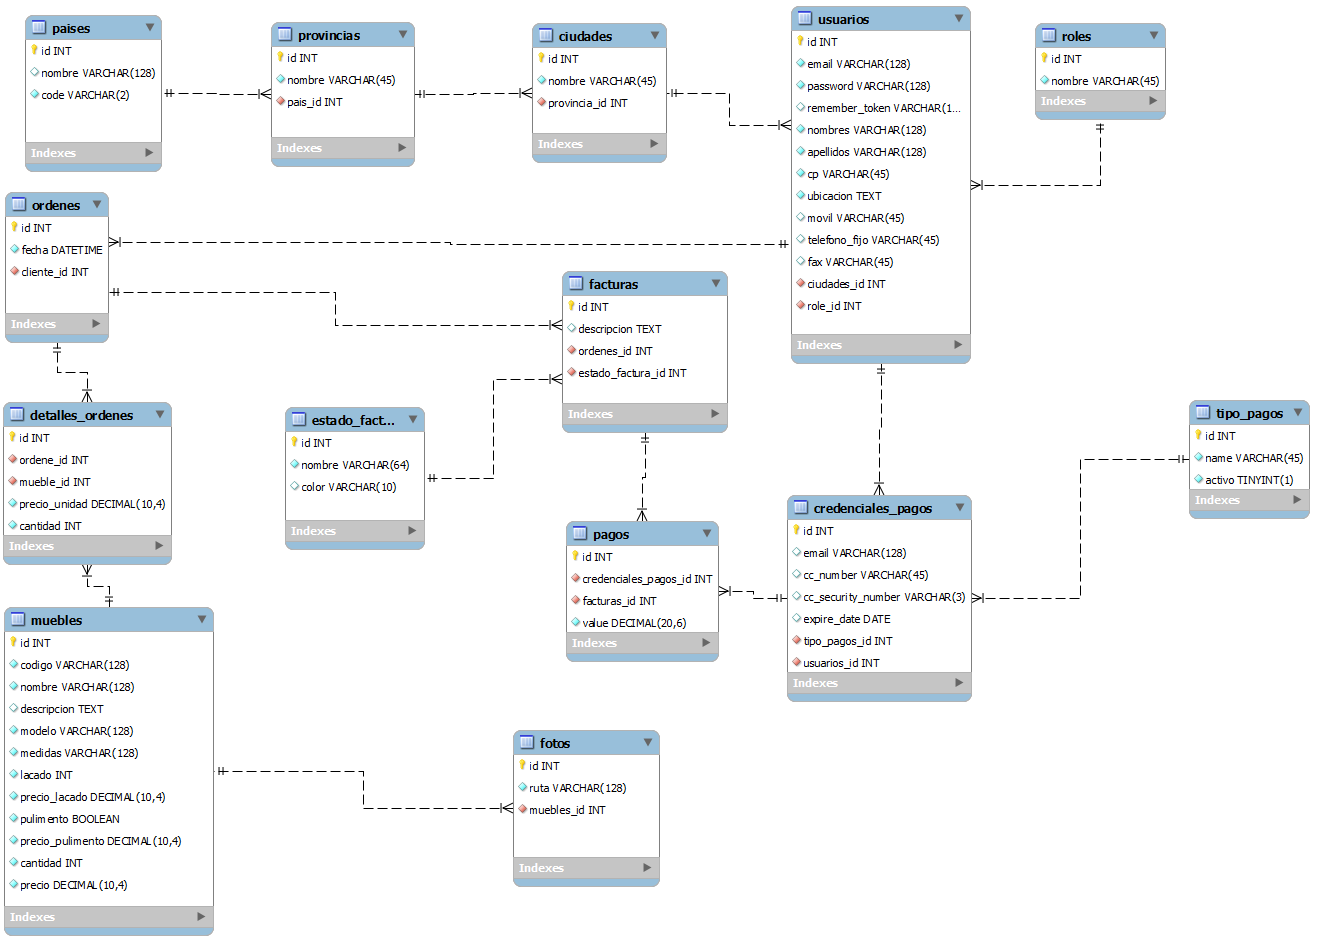 paises
id INT
nombre VARCHAR(128)
code VARCHAR(2)
Indexes
provincias
id INT
nombre VARCHAR(45)
pais_id INT
Indexes
ciudades
id INT
nombre VARCHAR(45)
provincia_id INT
Indexes
usuarios
id INT
email VARCHAR(128)
password VARCHAR(128)
remember_token VARCHAR(1...
nombres VARCHAR(128)
apellidos VARCHAR(128)
cp VARCHAR(45)
ubicacion TEXT
movil VARCHAR(45)
telefono_fijo VARCHAR(45)
fax VARCHAR(45)
ciudades_id INT
role_id INT
Indexes
roles
id INT
nombre VARCHAR(45)
Indexes
ordenes
id INT
fecha DATETIME
cliente_id INT
Indexes
facturas
id INT
descripcion TEXT
ordenes_id INT
estado_factura_id INT
Indexes
detalles_ordenes
id INT
ordene_id INT
mueble_id INT
precio_unidad DECIMAL(10,4)
cantidad INT
Indexes
estado_fact...
id INT
nombre VARCHAR(64)
color VARCHAR(10)
Indexes
tipo_pagos
id INT
name VARCHAR(45)
activo TINYINT(1)
Indexes
pagos
id INT
credenciales_pagos_id INT
facturas_id INT
value DECIMAL(20,6)
Indexes
credenciales_pagos
id INT
email VARCHAR(128)
cc_number VARCHAR(45)
cc_security_number VARCHAR(3)
expire_date DATE
tipo_pagos_id INT
usuarios_id INT
Indexes
muebles
id INT
codigo VARCHAR(128)
nombre VARCHAR(128)
descripcion TEXT
modelo VARCHAR(128)
medidas VARCHAR(128)
lacado INT
precio_lacado DECIMAL(10,4)
pulimento BOOLEAN
precio_pulimento DECIMAL(10,4)
cantidad INT
precio DECIMAL(10,4)
Indexes
fotos
id INT
ruta VARCHAR(128)
muebles_id INT
Indexes